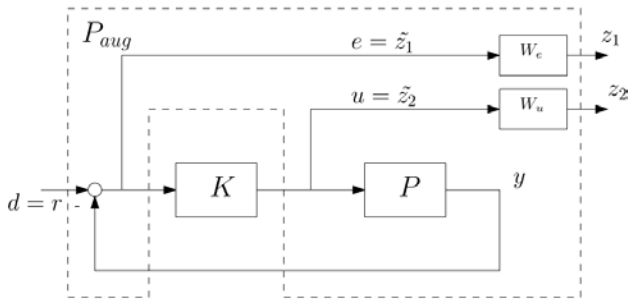 P_aug
e = z̃_1
W_e
z_1
u = z̃_2
W_u
z_2
d = r
-
K
P
y